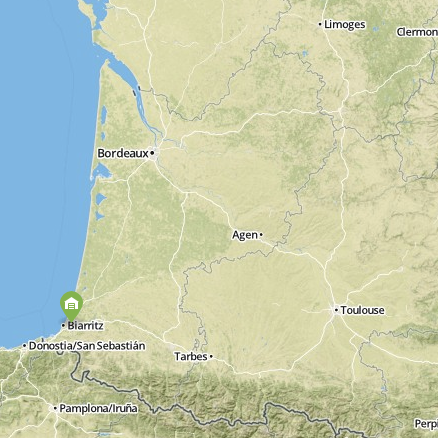 Limoges
Clermon
Bordeaux
Agen
Toulouse
Biarritz
Donostia/San Sebastián
Tarbes
Pamplona/Iruña
Perp